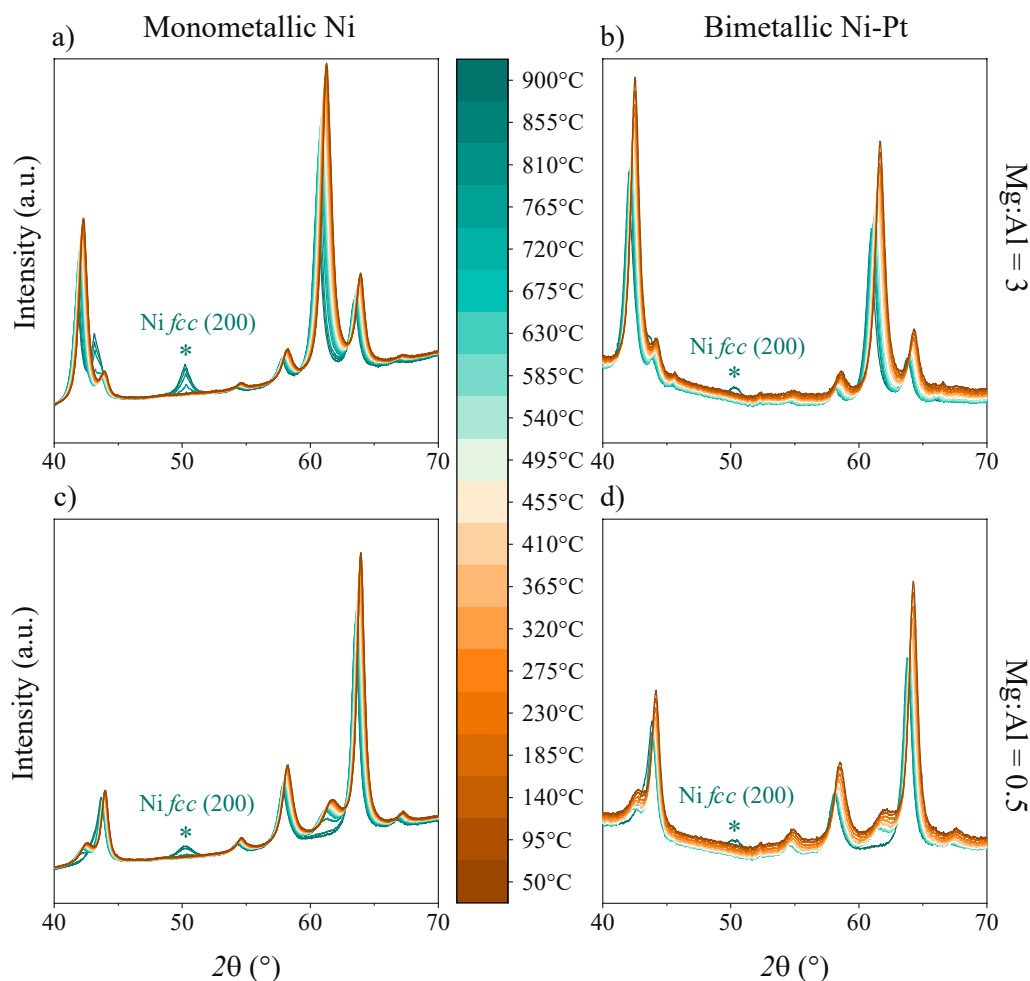 Monometallic Ni
Bimetallic Ni-Pt
a)
b)
Intensity (a.u.)
Ni fcc (200)
*
40 50 60 70
900°C
855°C
810°C
765°C
720°C
675°C
630°C
585°C
540°C
495°C
455°C
410°C
365°C
320°C
275°C
230°C
185°C
140°C
95°C
50°C
Ni fcc (200)
*
40 50 60 70
Mg:Al = 3
c)
d)
Intensity (a.u.)
Ni fcc (200)
*
40 50 60 70
2θ (°)
Ni fcc (200)
*
40 50 60 70
2θ (°)
Mg:Al = 0.5